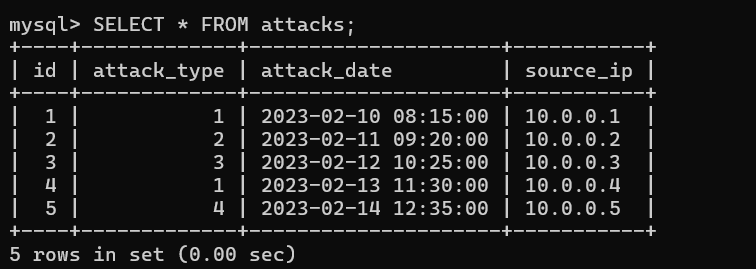 mysql> SELECT * FROM attacks;
+----+-------------+---------------------+-----------+
| id | attack_type | attack_date         | source_ip |
+----+-------------+---------------------+-----------+
|  1 |           1 | 2023-02-10 08:15:00 | 10.0.0.1  |
|  2 |           2 | 2023-02-11 09:20:00 | 10.0.0.2  |
|  3 |           3 | 2023-02-12 10:25:00 | 10.0.0.3  |
|  4 |           1 | 2023-02-13 11:30:00 | 10.0.0.4  |
|  5 |           4 | 2023-02-14 12:35:00 | 10.0.0.5  |
+----+-------------+---------------------+-----------+
5 rows in set (0.00 sec)